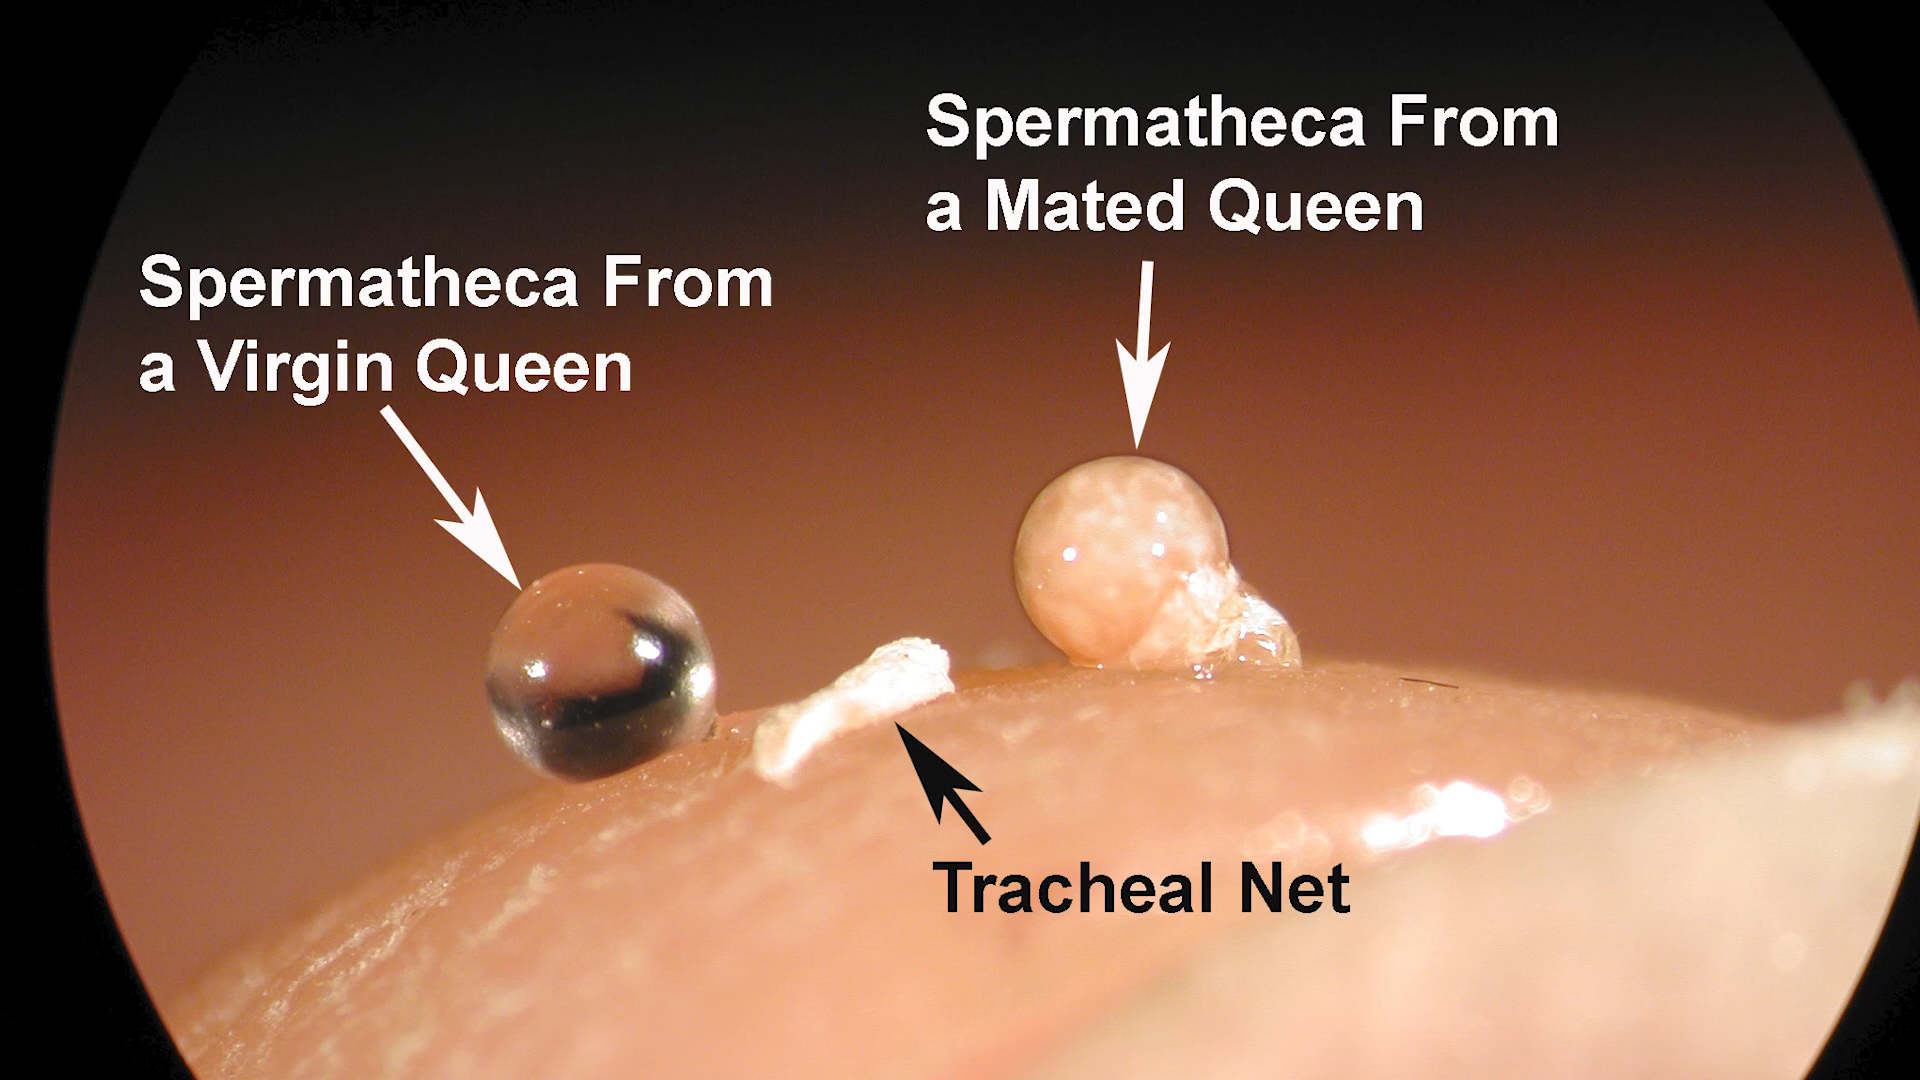 Spermatheca From
a Mated Queen
Spermatheca From
a Virgin Queen
Tracheal Net